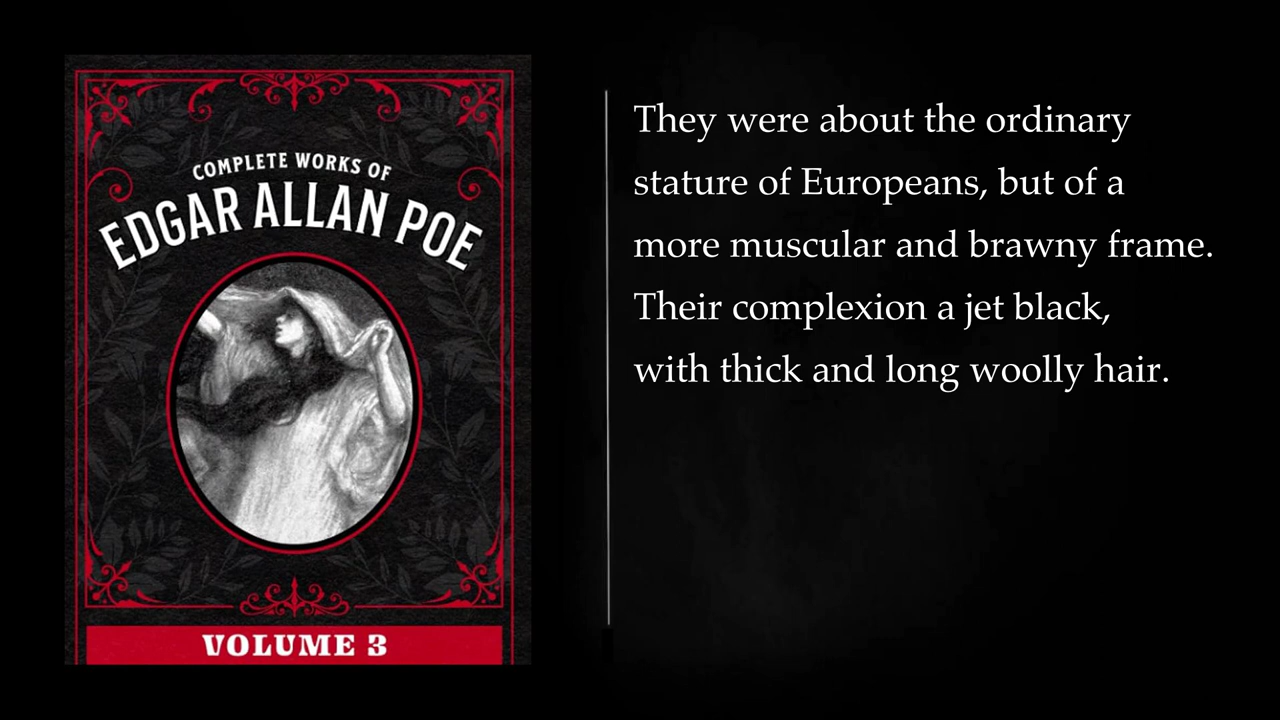 COMPLETE WORKS OF
EDGAR ALLAN POE
VOLUME 3
They were about the ordinary
stature of Europeans, but of a
more muscular and brawny frame.
Their complexion a jet black,
with thick and long woolly hair.